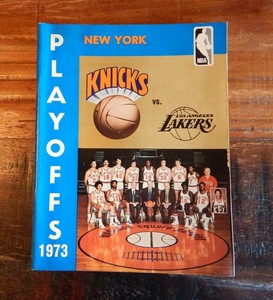 PLAYOFFS
1973
NEW YORK
NBA
KNICKS
VS.
LOS ANGELES
LAKERS